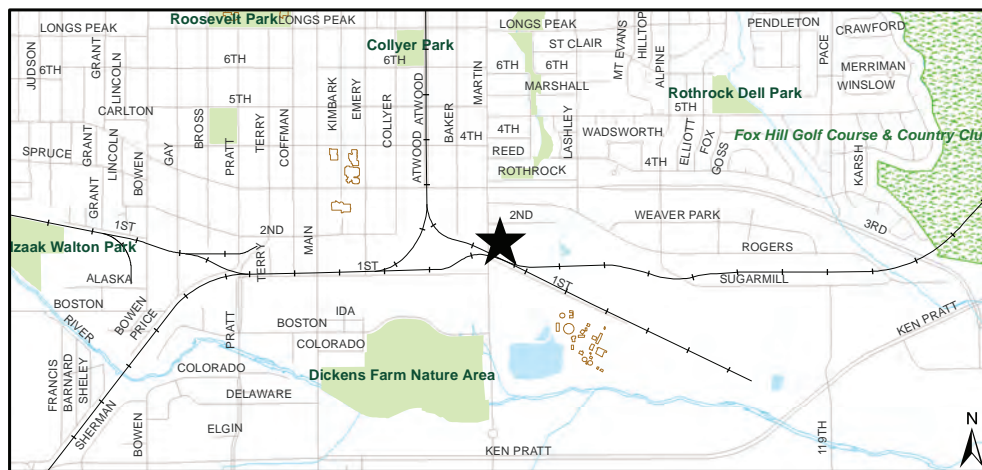 Roosevelt Park
LONGS PEAK
LONGS PEAK
LONGS PEAK
PENDLETON
CRAWFORD
JUDSON
GRANT
LINCOLN
6TH
6TH
Collyer Park
6TH
ST CLAIR
6TH
6TH
MT EVANS
HILLTOP
ALPINE
PACE
MERRIMAN
WINSLOW
CARLTON
5TH
KIMBARK
EMERY
COLLYER
ATWOOD
ATWOOD
BAKER
MARTIN
MARSHALL
Rothrock Dell Park
5TH
SPRUCE
GRANT
LINCOLN
BOWEN
GAY
BROSS
PRATT
TERRY
COFFMAN
4TH
4TH
REED
ROTHROCK
LASHLEY
WADSWORTH
4TH
ELLIOTT
FOX
GOSS
Fox Hill Golf Course & Country Clu
KARSH
GRANT
1ST
2ND
MAIN
TERRY
1ST
2ND
WEAVER PARK
3RD
ROGERS
SUGARMILL
1ST
Izaak Walton Park
ALASKA
BOSTON
RIVER
BOWEN
PRICE
PRATT
IDA
BOSTON
COLORADO
KEN PRATT
FRANCIS
BARNARD
SHELEY
SHERMAN
COLORADO
Dickens Farm Nature Area
DELAWARE
BOWEN
ELGIN
KEN PRATT
119TH
N